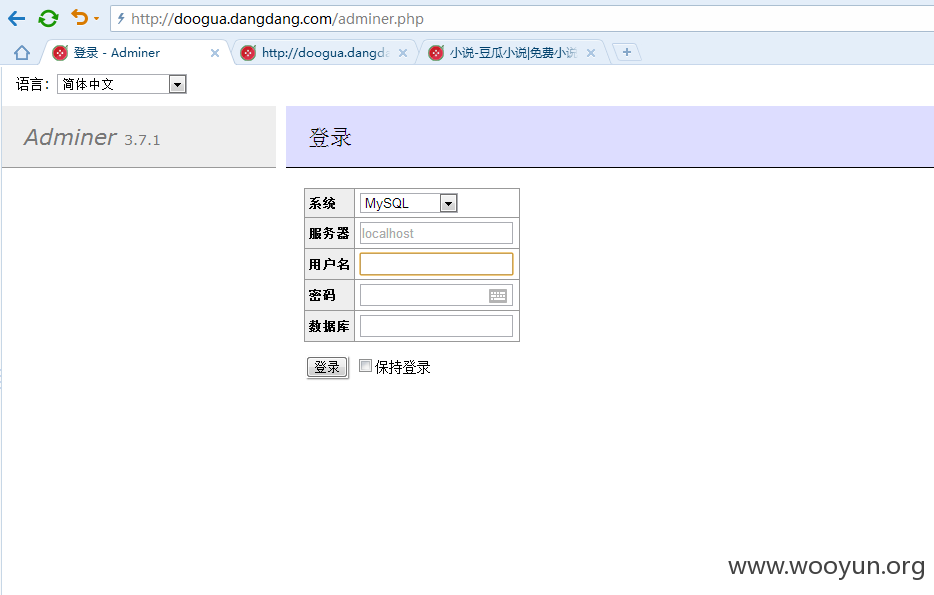 http://doogua.dangdang.com/adminer.php
登录 - Adminer
http://doogua.dangda
小说-豆瓜小说|免费小说
语言: 简体中文
Adminer 3.7.1
登录
系统 MySQL
服务器 localhost
用户名
密码
数据库
登录 保持登录
www.wooyun.org